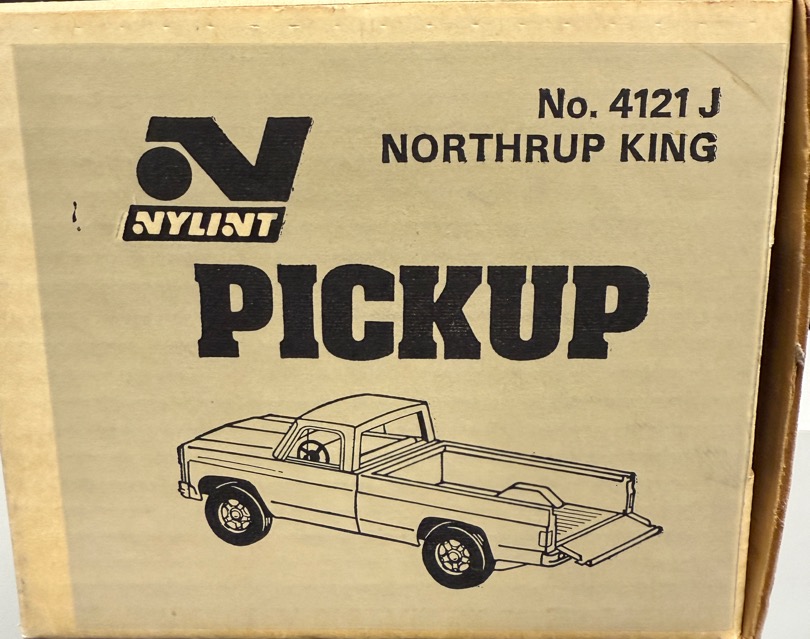 No. 4121 J
NORTHRUP KING
NYLINT
PICKUP